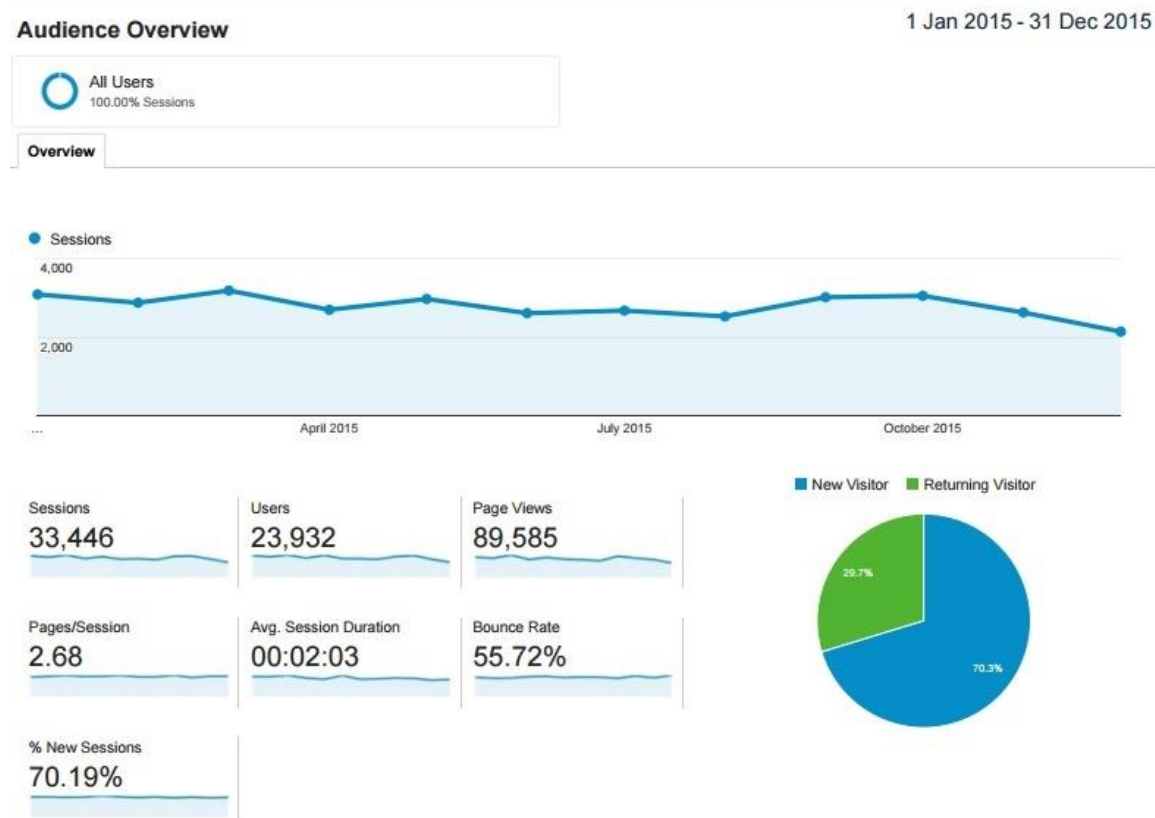 Audience Overview
1 Jan 2015 - 31 Dec 2015
All Users
100.00% Sessions
Overview
Sessions
4,000
2,000
...
April 2015
July 2015
October 2015
Sessions
33,446
Users
23,932
Page Views
89,585
Pages/Session
2.68
Avg. Session Duration
00:02:03
Bounce Rate
55.72%
% New Sessions
70.19%
New Visitor
Returning Visitor
29.7%
70.3%